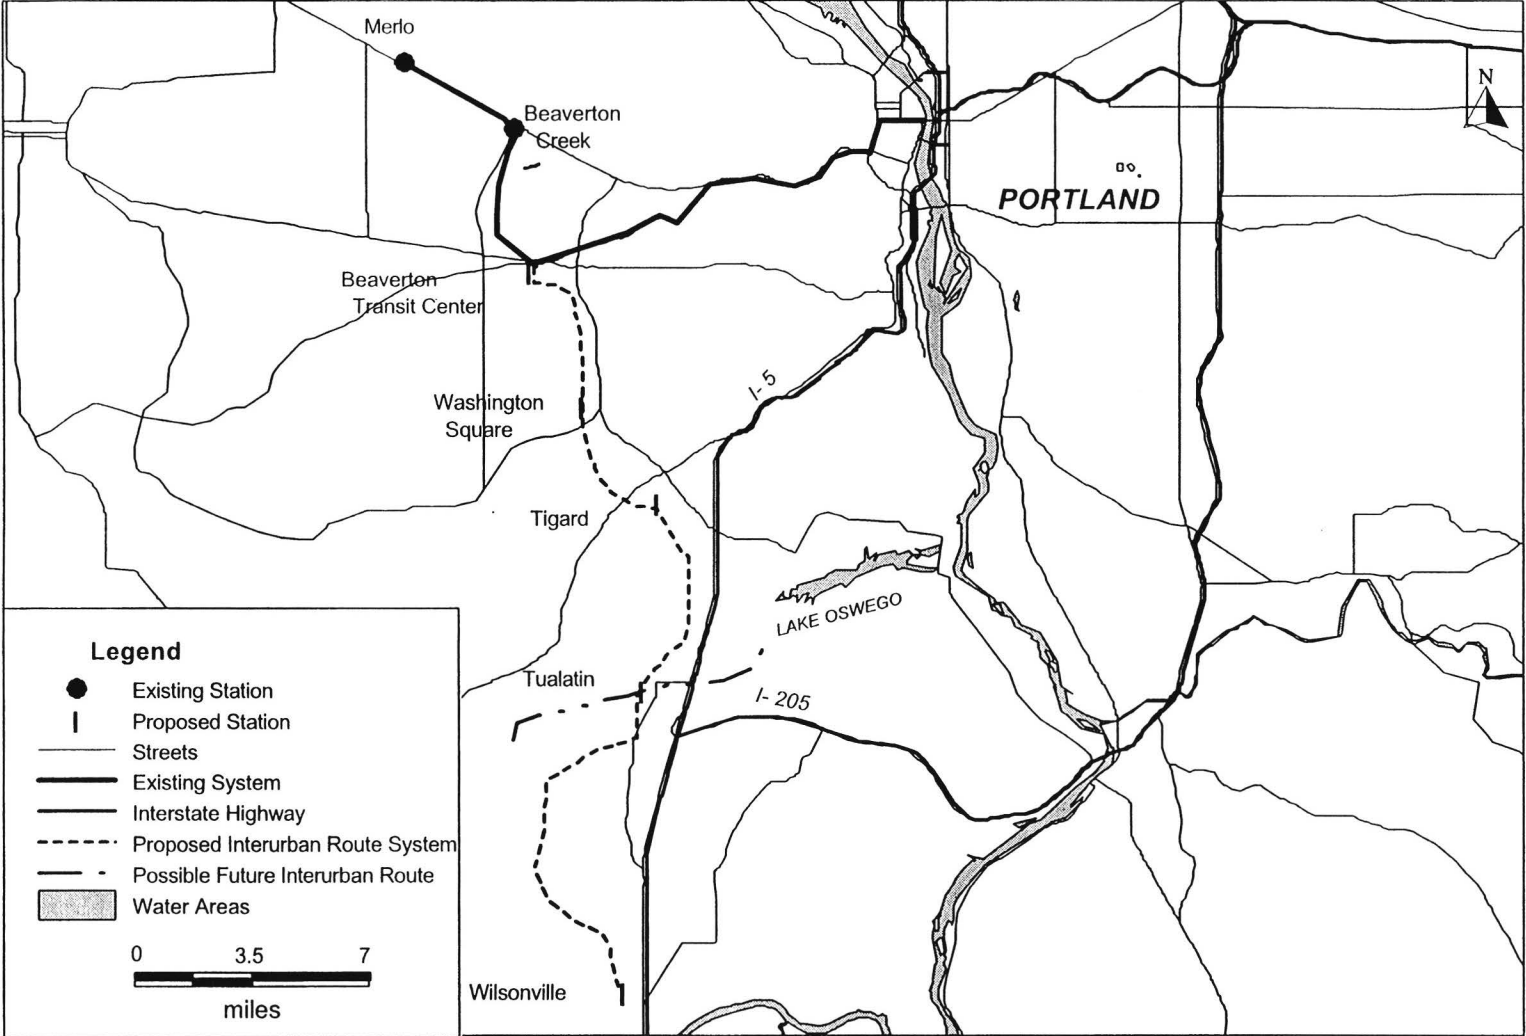 Merlo
Beaverton
Creek
N
PORTLAND
Beaverton
Transit Center
I- 5
Washington
Square
Tigard
LAKE OSWEGO
Tualatin
I- 205
Wilsonville
Legend
Existing Station
Proposed Station
Streets
Existing System
Interstate Highway
Proposed Interurban Route System
Possible Future Interurban Route
Water Areas
0 3.5 7
miles